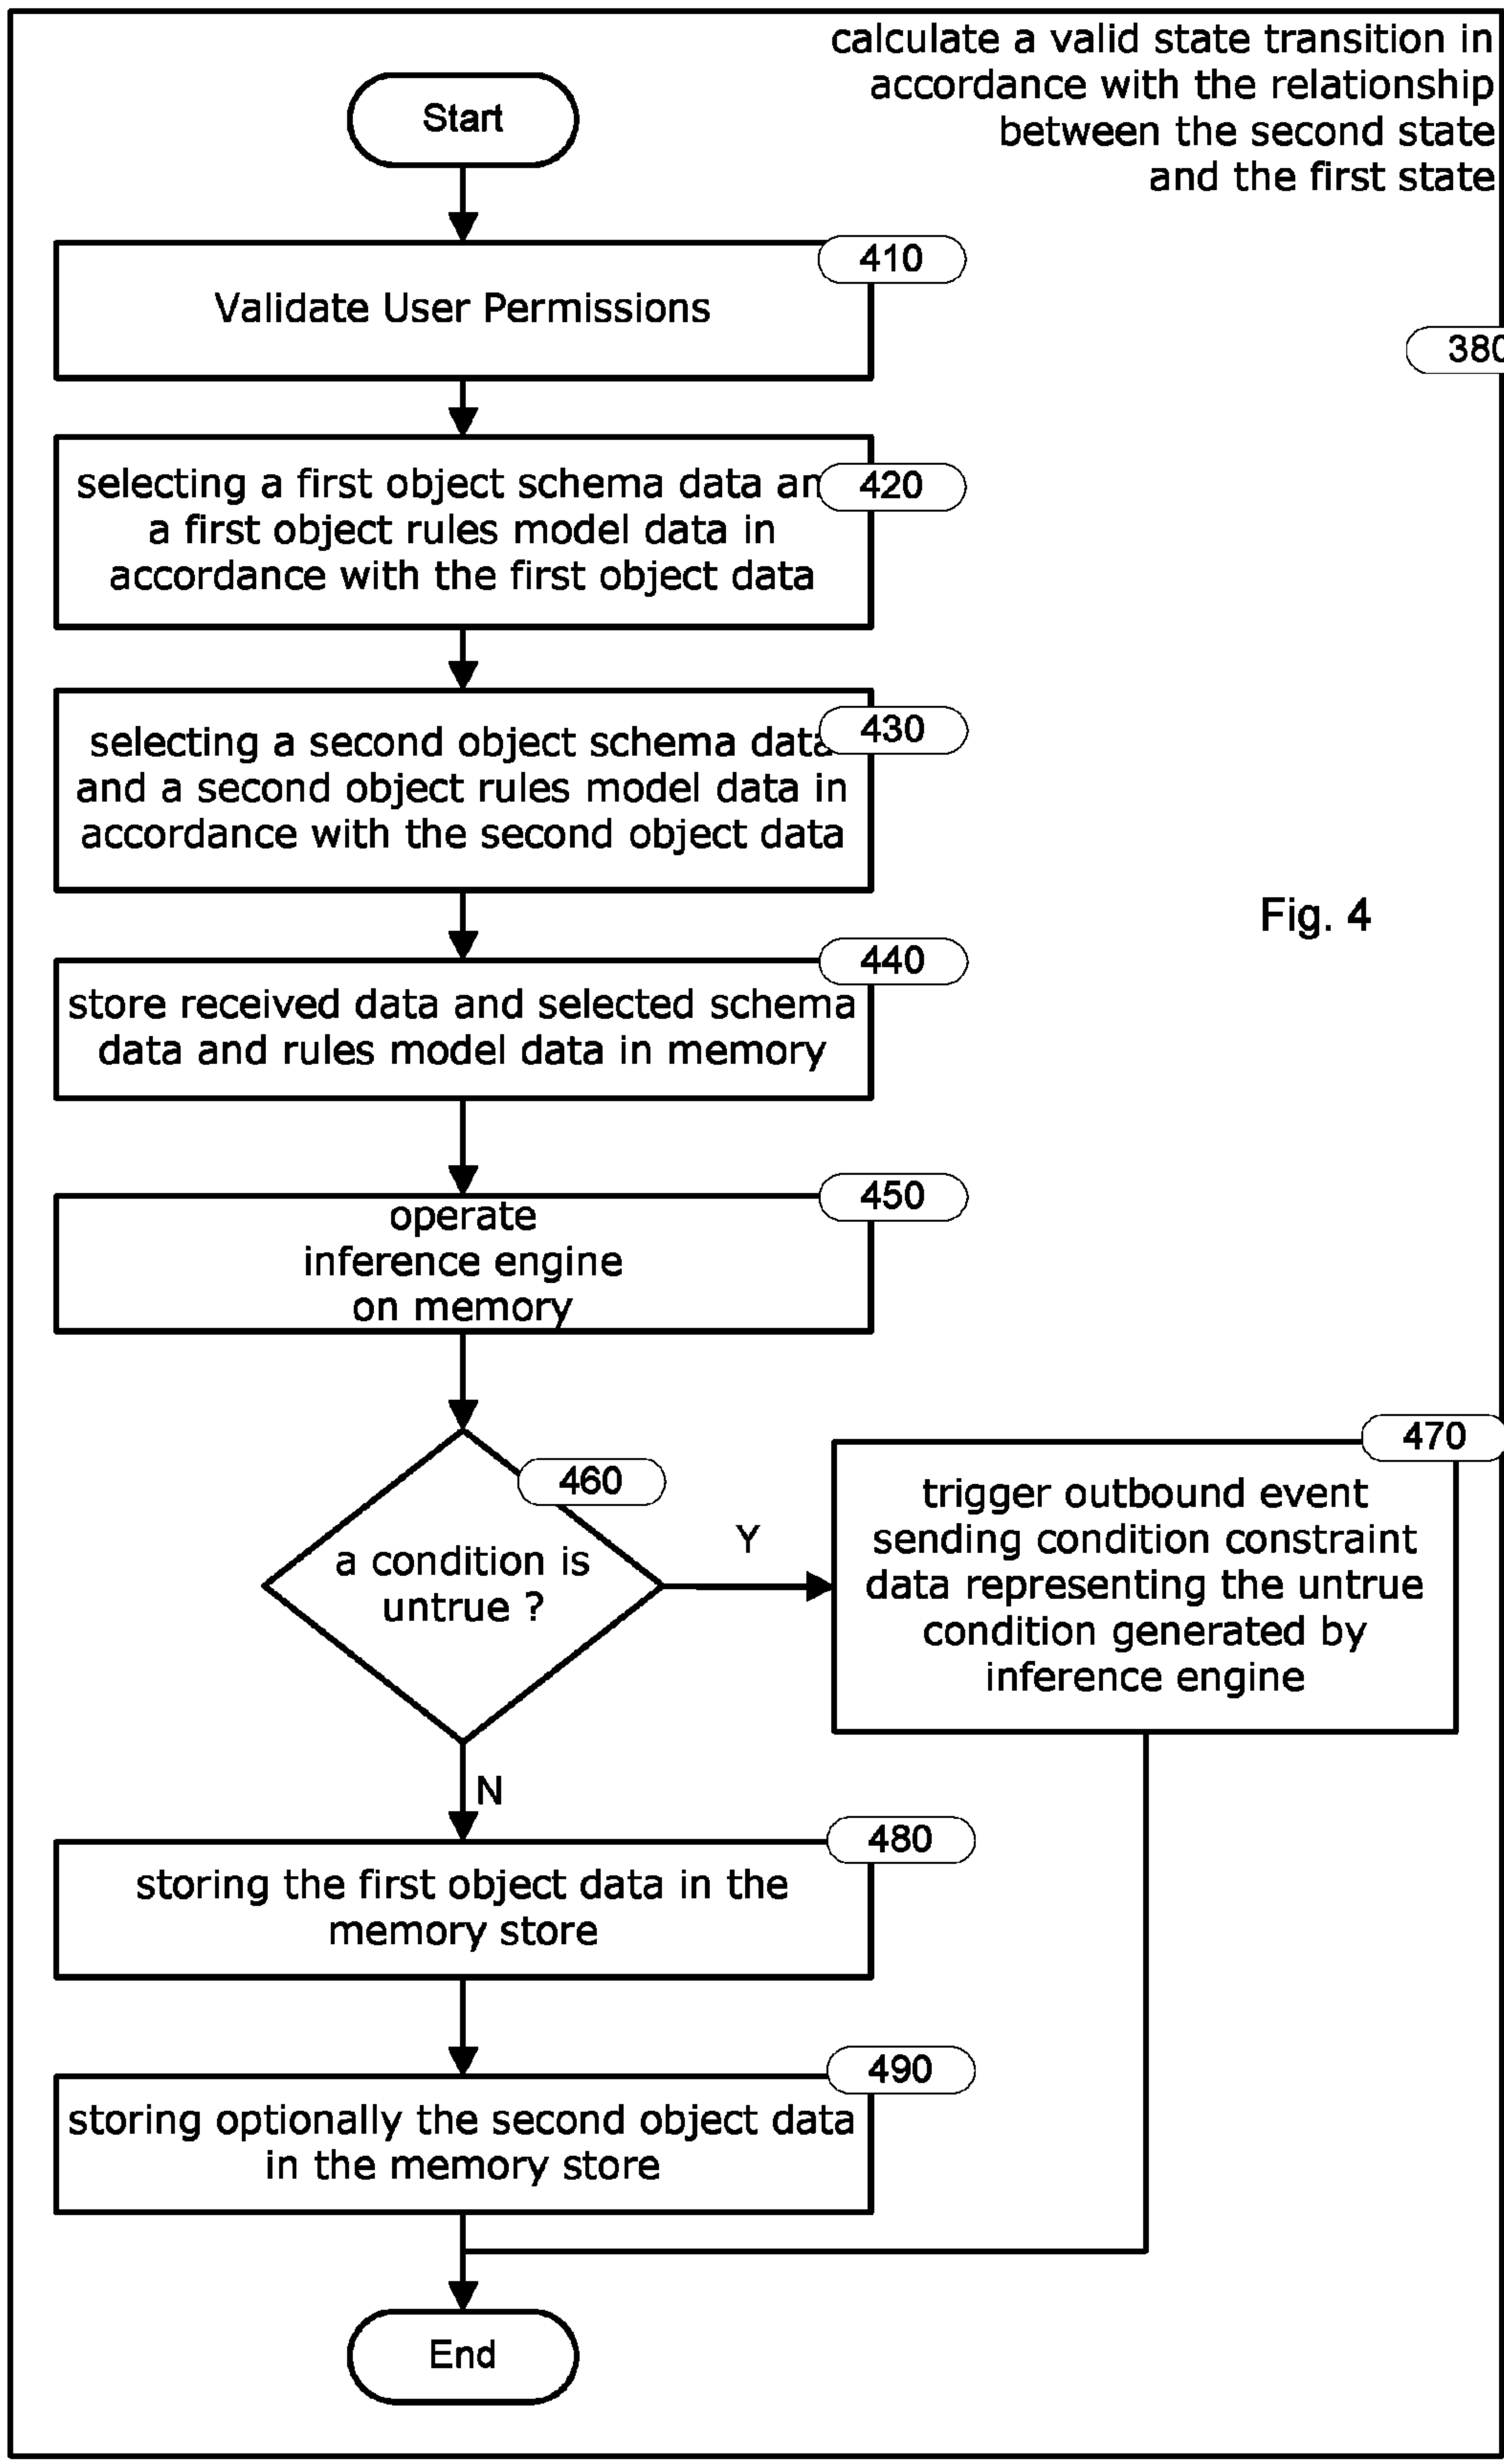 calculate a valid state transition in
accordance with the relationship
between the second state
and the first state
Start
410
Validate User Permissions
380
420
selecting a first object schema data an
a first object rules model data in
accordance with the first object data
430
selecting a second object schema data
and a second object rules model data in
accordance with the second object data
Fig. 4
440
store received data and selected schema
data and rules model data in memory
450
operate
inference engine
on memory
460
a condition is
untrue ?
Y
470
trigger outbound event
sending condition constraint
data representing the untrue
condition generated by
inference engine
N
480
storing the first object data in the
memory store
490
storing optionally the second object data
in the memory store
End